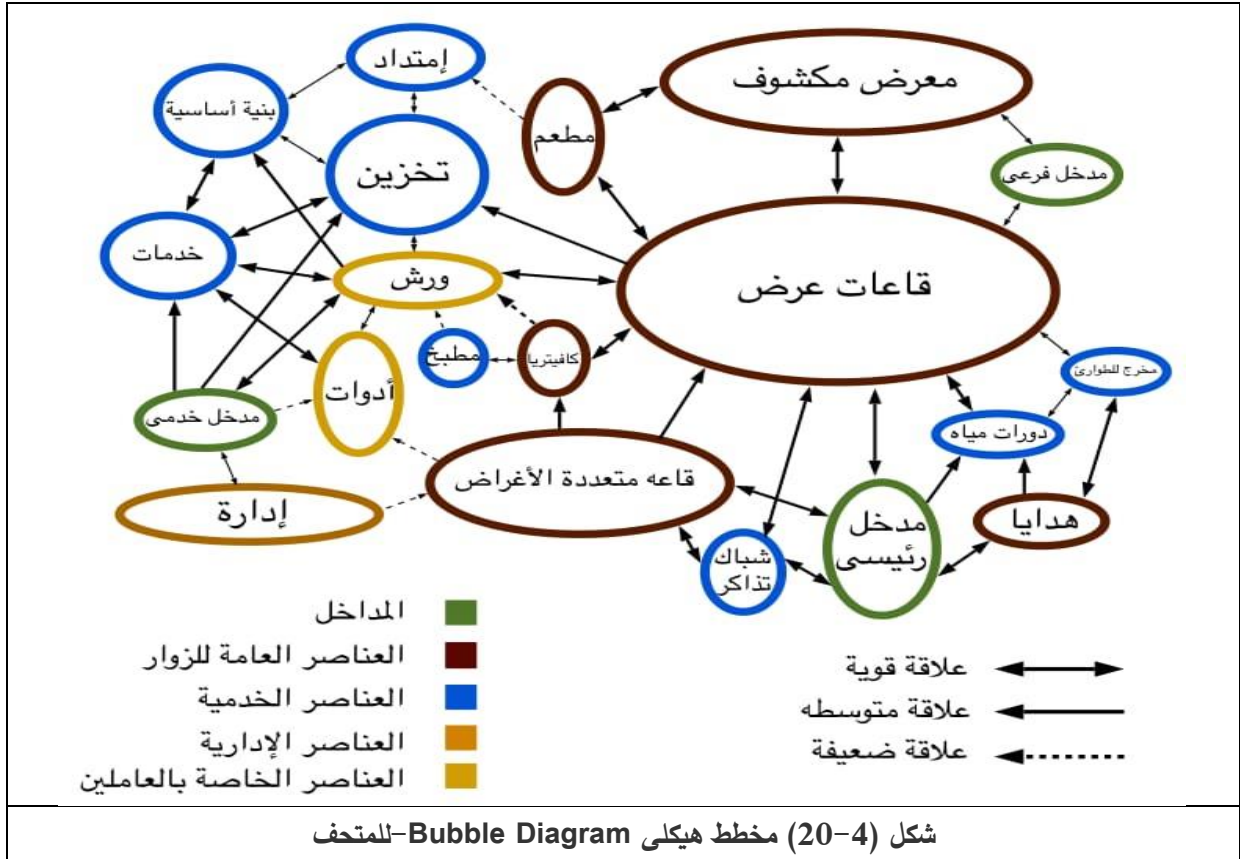 إمتداد
معرض مكشوف
بنية أساسية
مطعم
تخزين
مدخل فرعى
خدمات
ورش
قاعات عرض
مطبخ
كافيتريا
مخرج للطوارئ
أدوات
مدخل خدمى
دورات مياه
قاعه متعددة الأغراض
إدارة
مدخل
رئيسى
هدايا
شباك
تذاكر
المداخل
العناصر العامة للزوار
العناصر الخدمية
العناصر الإدارية
العناصر الخاصة بالعاملين
علاقة قوية
علاقة متوسطه
علاقة ضعيفة
شكل (4-20) مخطط هيكلى Bubble Diagram-للمتحف